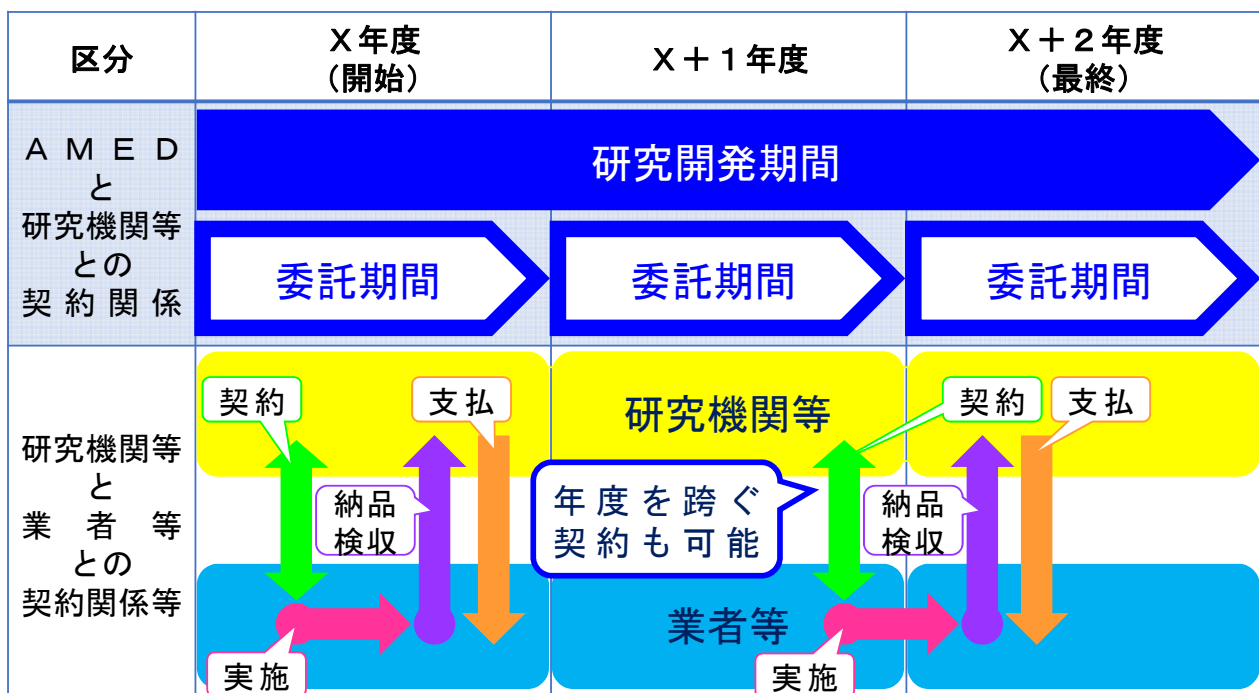 区分
X年度
(開始)
X+1年度
X+2年度
(最終)
AMED
と
研究機関等
との
契約関係
研究開発期間
委託期間
委託期間
委託期間
研究機関等
と
業者等
との
契約関係等
契約
支払
研究機関等
契約
支払
納品
検収
年度を跨ぐ
契約も可能
納品
検収
業者等
実施
実施